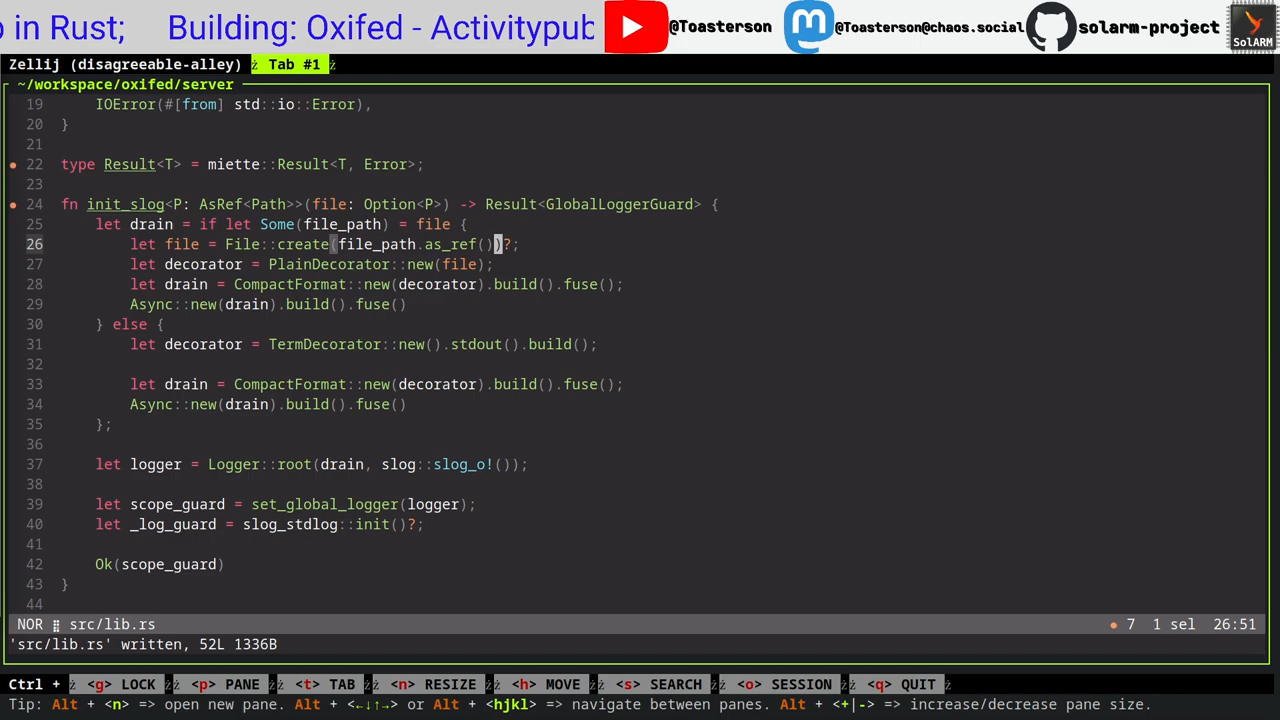 o in Rust;    Building: Oxifed - Activitypub
@Toasterson
@Toasterson@chaos.social
solarm-project
SolARM
Zellij (disagreeable-alley)  Tab #1
~/workspace/oxifed/server
19     IOError(#[from] std::io::Error),
20 }
21
22 type Result<T> = miette::Result<T, Error>;
23
24 fn init_slog<P: AsRef<Path>>(file: Option<P>) -> Result<GlobalLoggerGuard> {
25     let drain = if let Some(file_path) = file {
26         let file = File::create(file_path.as_ref())?;
27         let decorator = PlainDecorator::new(file);
28         let drain = CompactFormat::new(decorator).build().fuse();
29         Async::new(drain).build().fuse()
30     } else {
31         let decorator = TermDecorator::new().stdout().build();
32
33         let drain = CompactFormat::new(decorator).build().fuse();
34         Async::new(drain).build().fuse()
35     };
36
37     let logger = Logger::root(drain, slog::slog_o!());
38
39     let scope_guard = set_global_logger(logger);
40     let _log_guard = slog_stdlog::init()?;
41
42     Ok(scope_guard)
43 }
44
NOR ⣾ src/lib.rs ● 7  1 sel  26:51
'src/lib.rs' written, 52L 1336B
Ctrl + ż <g> LOCK ż <p> PANE ż <t> TAB ż <n> RESIZE ż <h> MOVE ż <s> SEARCH ż <o> SESSION ż <q> QUIT ż
Tip: Alt + <n> => open new pane. Alt + <←↓↑→> or Alt + <hjkl> => navigate between panes. Alt + <+|-> => increase/decrease pane size.